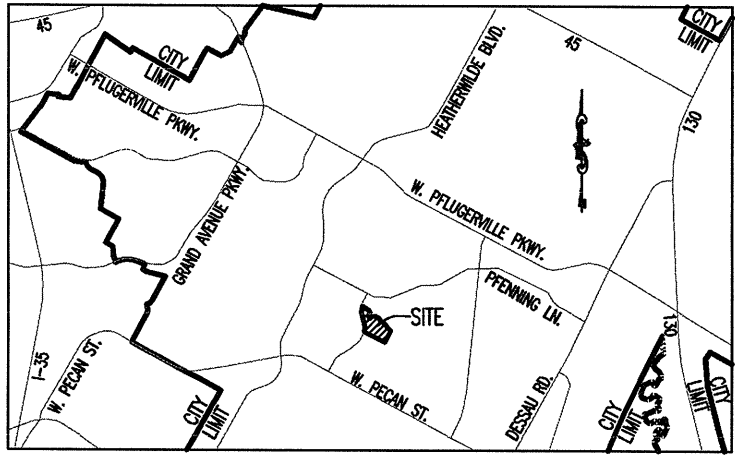 45
CITY
LIMIT
W. PFLUGERVILLE PKWY.
HEATHERWILDE BLVD.
45
CITY
LIMIT
130
GRAND AVENUE PKWY.
W. PFLUGERVILLE PKWY.
PFENNING LN.
SITE
I-35
W. PECAN ST.
CITY
LIMIT
W. PECAN ST.
DESSAU RD.
130
CITY
LIMIT
CITY
LIMIT